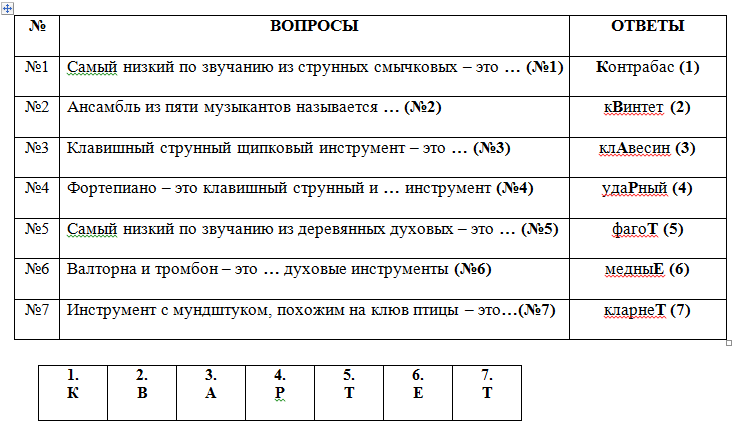 № ВОПРОСЫ ОТВЕТЫ
№1 Самый низкий по звучанию из струнных смычковых – это … (№1) Контрабас (1)
№2 Ансамбль из пяти музыкантов называется … (№2) кВинтет (2)
№3 Клавишный струнный щипковый инструмент – это … (№3) клАвесин (3)
№4 Фортепиано – это клавишный струнный и … инструмент (№4) удаРный (4)
№5 Самый низкий по звучанию из деревянных духовых – это … (№5) фагоТ (5)
№6 Валторна и тромбон – это … духовые инструменты (№6) медныЕ (6)
№7 Инструмент с мундштуком, похожим на клюв птицы – это…(№7) кларнеТ (7)
1. 2. 3. 4. 5. 6. 7.
К В А Р Т Е Т